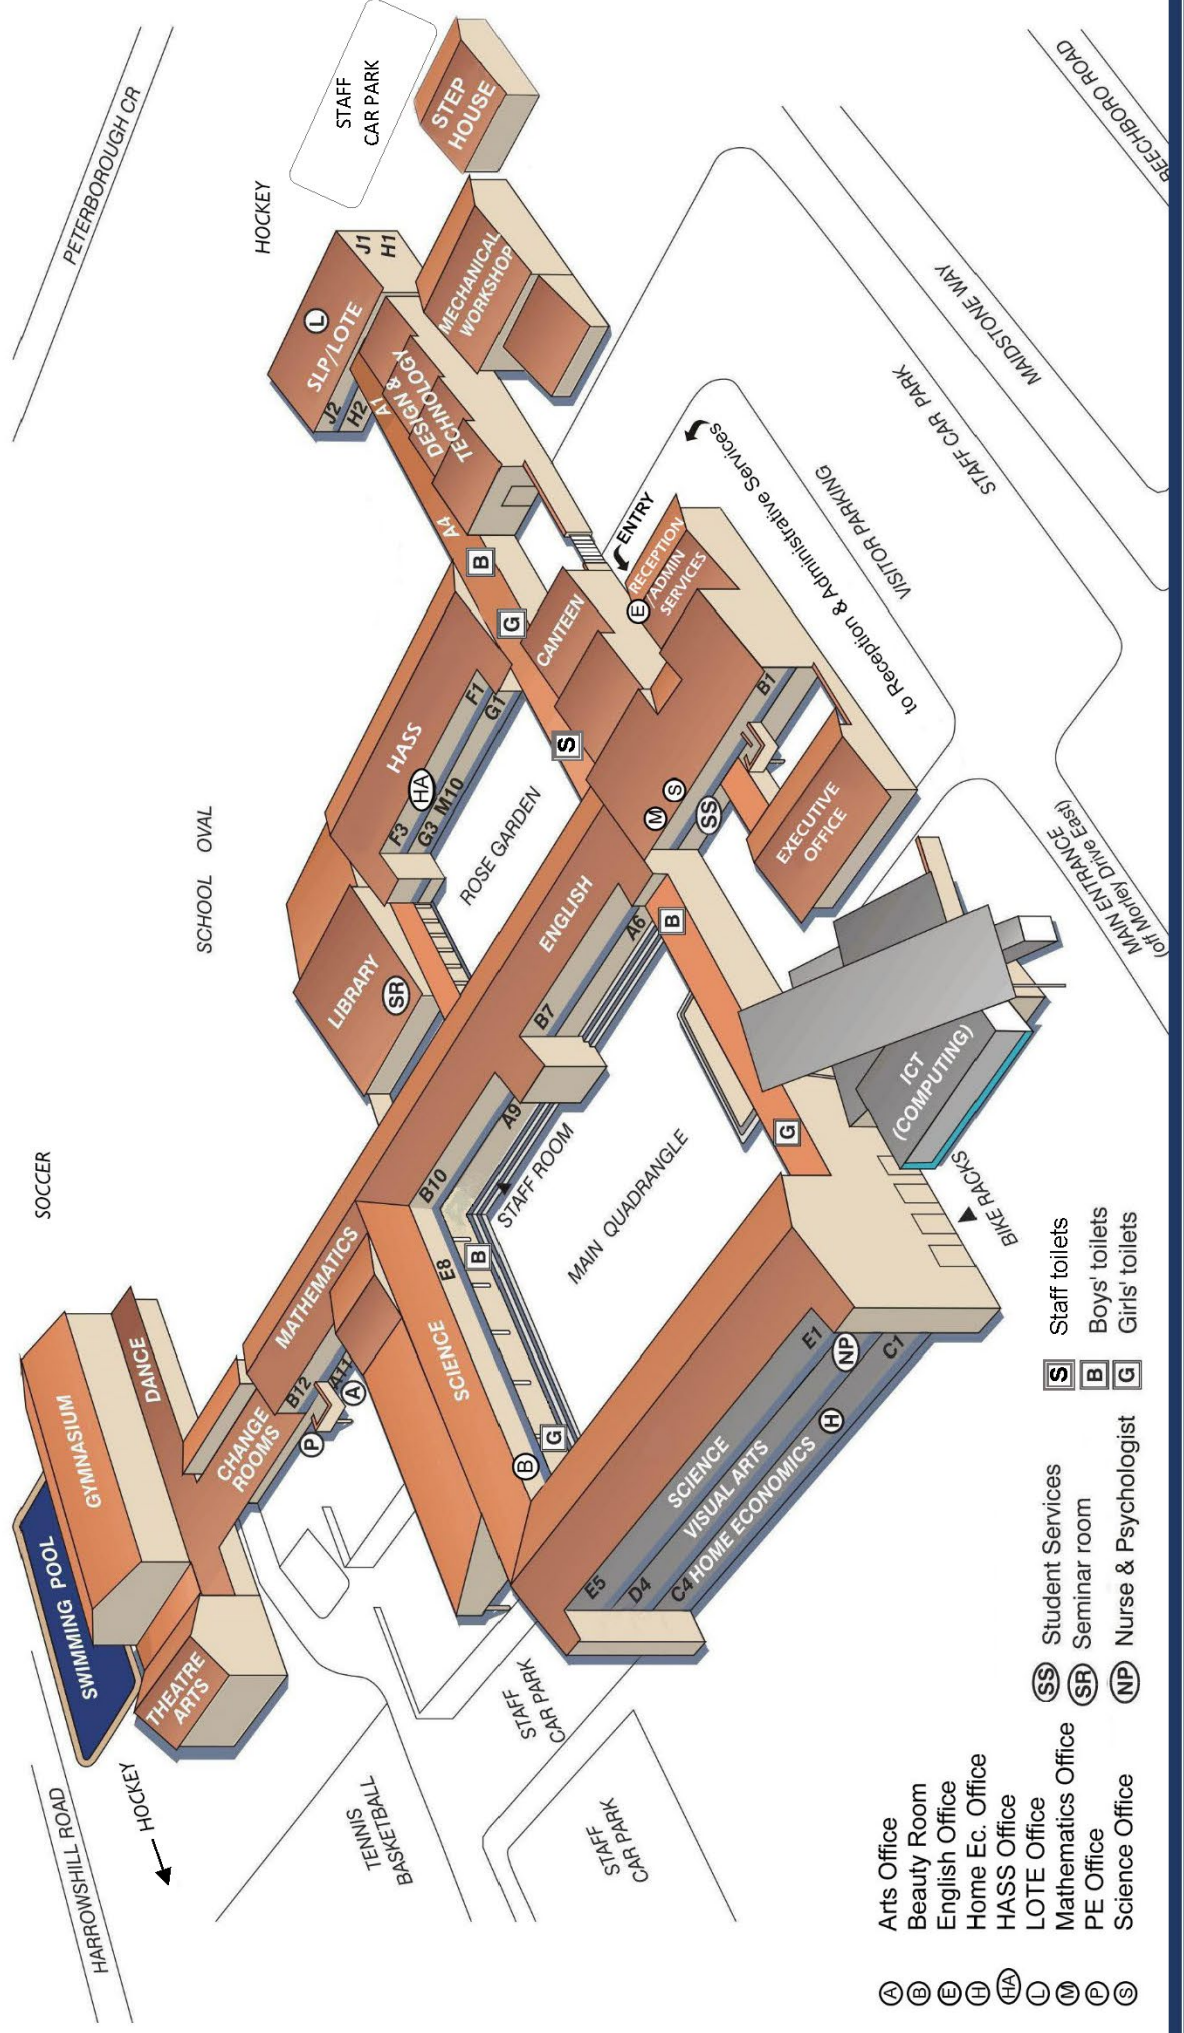 PETERBOROUGH CR
STAFF
CAR PARK
STEP
HOUSE
BEECHBORO ROAD
HOCKEY
J1
H1
L
SLP/LOTE
J2
H2
MECHANICAL
WORKSHOP
A1
DESIGN &
TECHNOLOGY
A4
MAIDSTONE WAY
STAFF CAR PARK
VISITOR PARKING
to Reception & Administrative Services
ENTRY
RECEPTION
/ADMIN
SERVICES
E
B
G
CANTEEN
S
B1
M
S
SS
EXECUTIVE
OFFICE
MAIN ENTRANCE
(off Morley Drive East)
SCHOOL OVAL
HASS
F1
G1
HA
F3
G3
M10
ROSE GARDEN
LIBRARY
SR
ENGLISH
A6
B7
A9
B10
B
G
ICT
(COMPUTING)
BIKE RACKS
STAFF ROOM
MAIN QUADRANGLE
SOCCER
MATHEMATICS
B12
A11
A
P
E8
B
SCIENCE
G
B
GYMNASIUM
DANCE
CHANGE
ROOMS
SWIMMING POOL
THEATRE
ARTS
E1
NP
C1
H
SCIENCE
VISUAL ARTS
HOME ECONOMICS
E5
D4
C4
HARROWSHILL ROAD
HOCKEY
TENNIS
BASKETBALL
STAFF
CAR PARK
STAFF
CAR PARK
A Arts Office
B Beauty Room
E English Office
H Home Ec. Office
HA HASS Office
L LOTE Office
M Mathematics Office
P PE Office
S Science Office
SS Student Services
SR Seminar room
NP Nurse & Psychologist
S Staff toilets
B Boys' toilets
G Girls' toilets